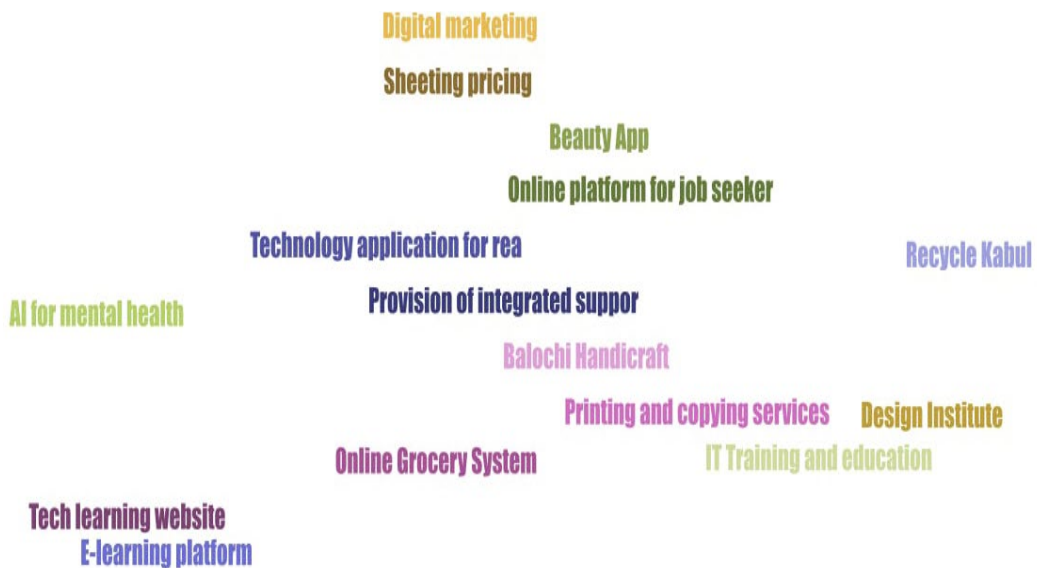 Digital marketing
Sheeting pricing
Beauty App
Online platform for job seeker
Technology application for rea
Recycle Kabul
Provision of integrated suppor
AI for mental health
Balochi Handicraft
Printing and copying services
Design Institute
Online Grocery System
IT Training and education
Tech learning website
E-learning platform